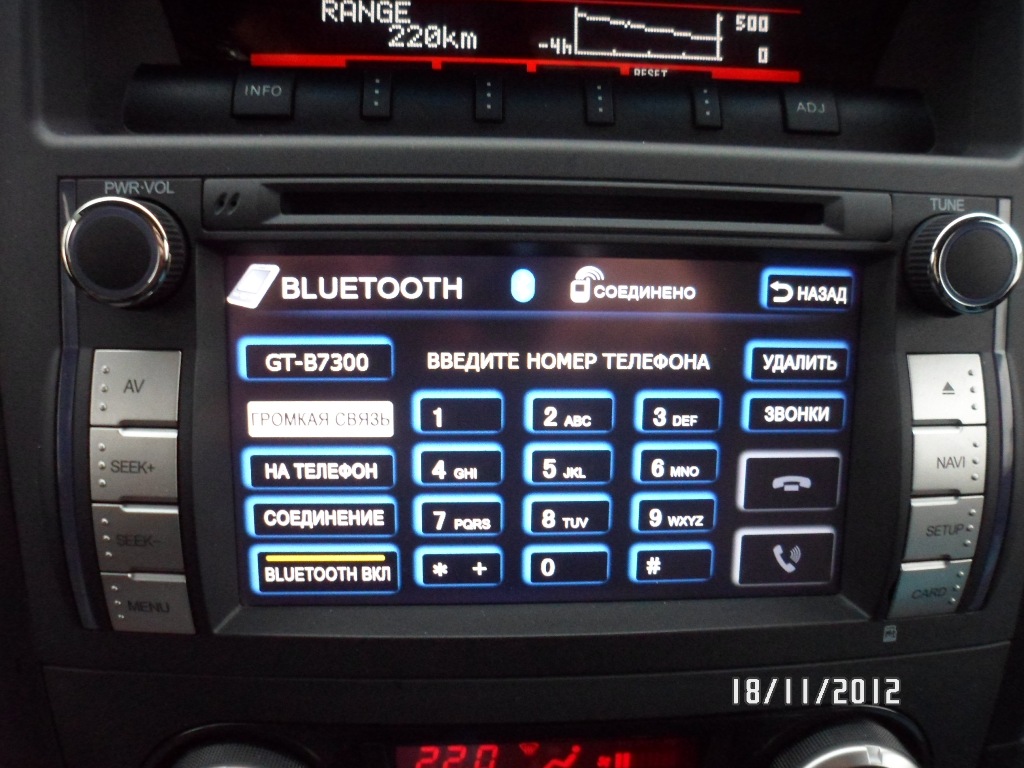 RANGE
220km
-4h
500
0
RESET
INFO
ADJ
PWR·VOL
TUNE
BLUETOOTH
СОЕДИНЕНО
НАЗАД
GT-B7300
ВВЕДИТЕ НОМЕР ТЕЛЕФОНА
УДАЛИТЬ
ГРОМКАЯ СВЯЗЬ
1
2 ABC
3 DEF
ЗВОНКИ
НА ТЕЛЕФОН
4 GHI
5 JKL
6 MNO
СОЕДИНЕНИЕ
7 PQRS
8 TUV
9 WXYZ
BLUETOOTH ВКЛ
* +
0
#
AV
SEEK+
SEEK-
MENU
NAVI
SETUP
CARD
18/11/2012
22.0